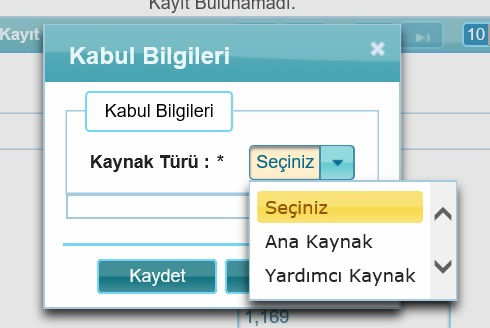 Kayıt Bulunamadı.
Kayıt
10
Kabul Bilgileri
Kabul Bilgileri
Kaynak Türü : * Seçiniz
Seçiniz
Ana Kaynak
Yardımcı Kaynak
Kaydet
1,169